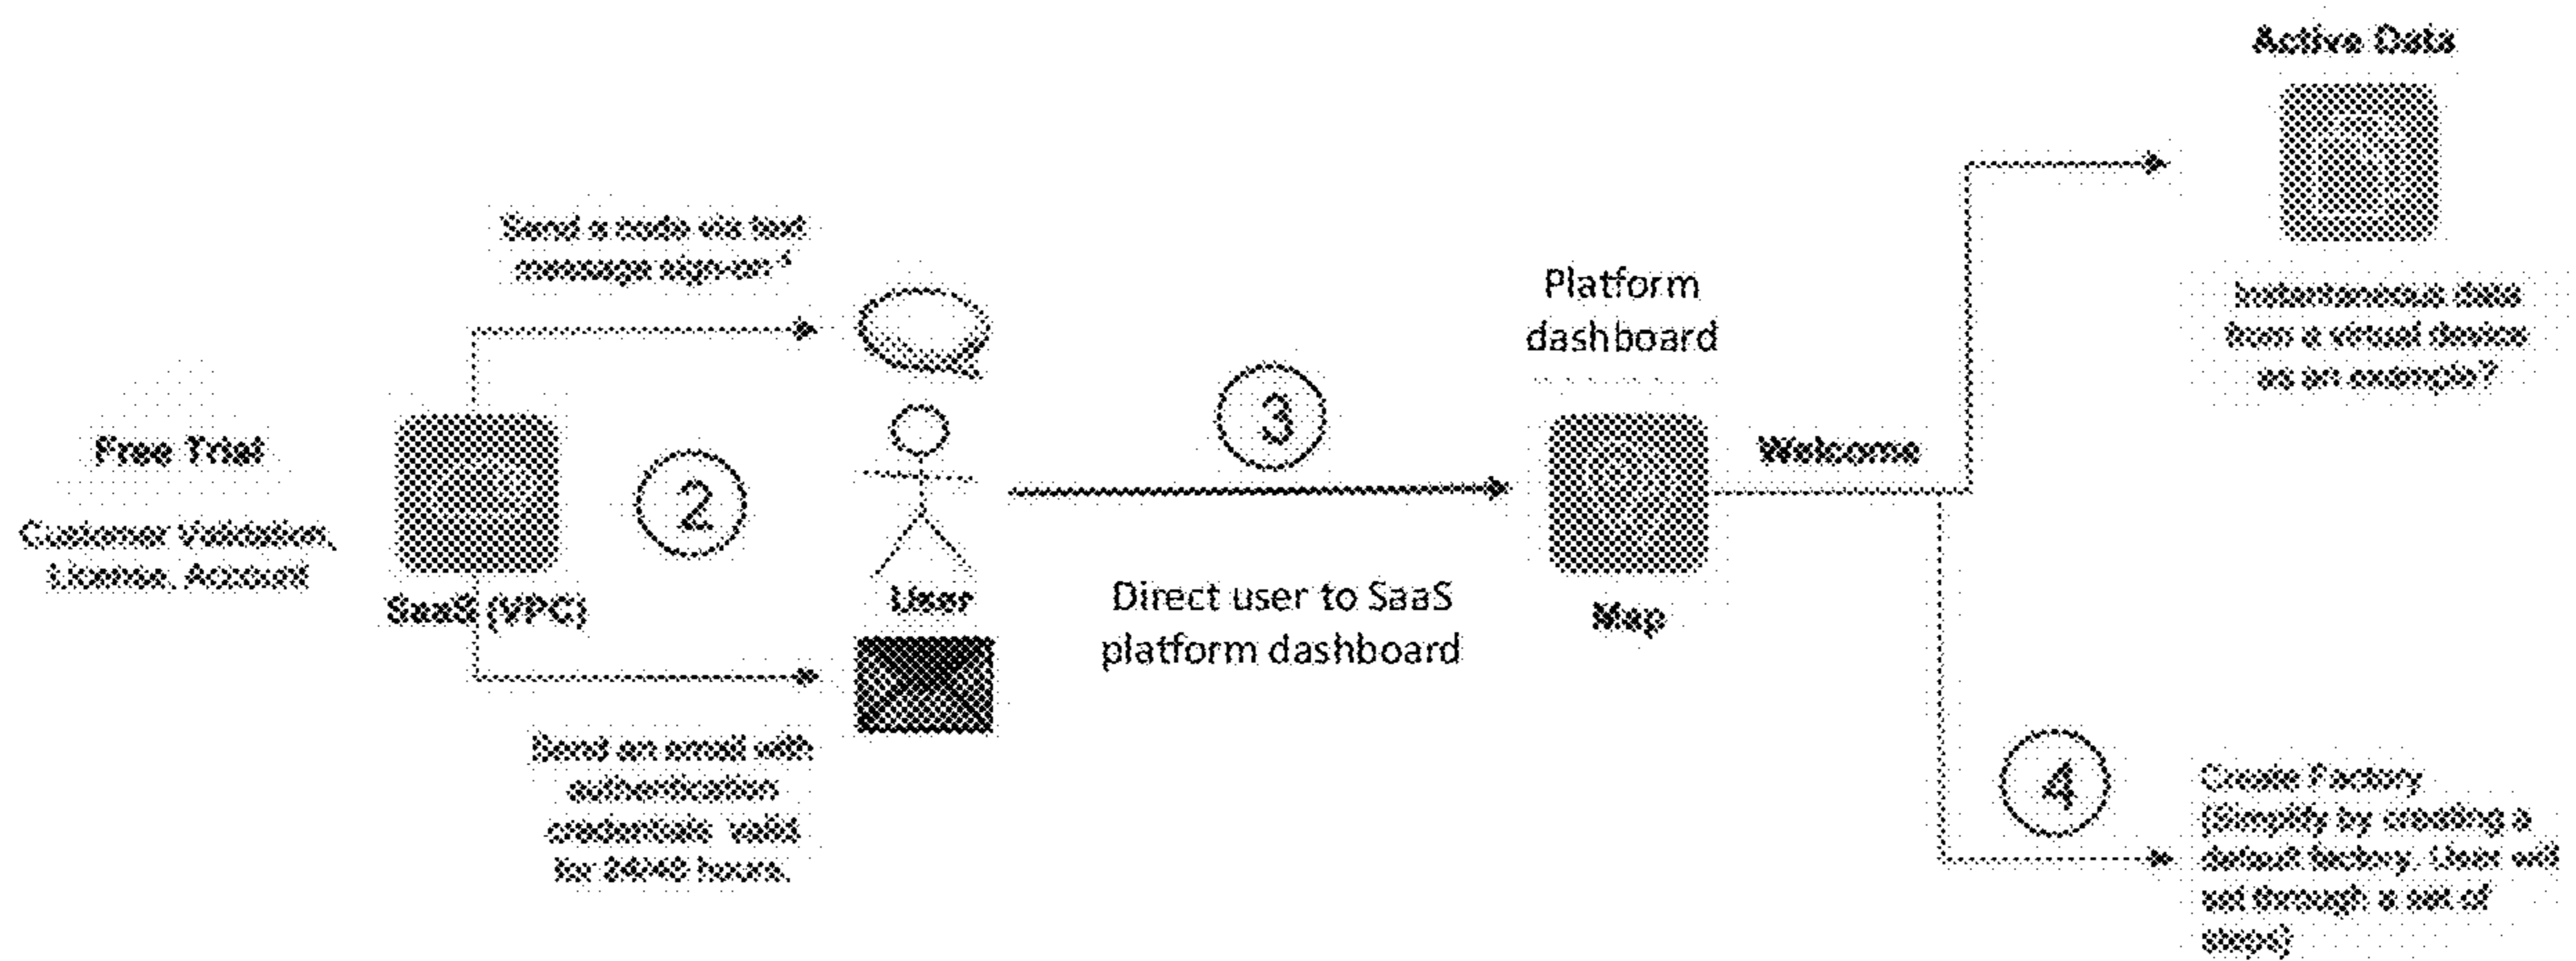 Active Data
Instantaneous data
from a virtual device
as an example?
Send a code via text
message sign-on
Platform
dashboard
3
Free Trial
Welcome
2
Customer Validation,
License, Account
SaaS (VPC)
User
Map
Direct user to SaaS
platform dashboard
Send an email with
authentication
credentials valid
for 24/48 hours.
4
Create Factory
(Simplify by creating a
default factory. User
through a set of
steps)